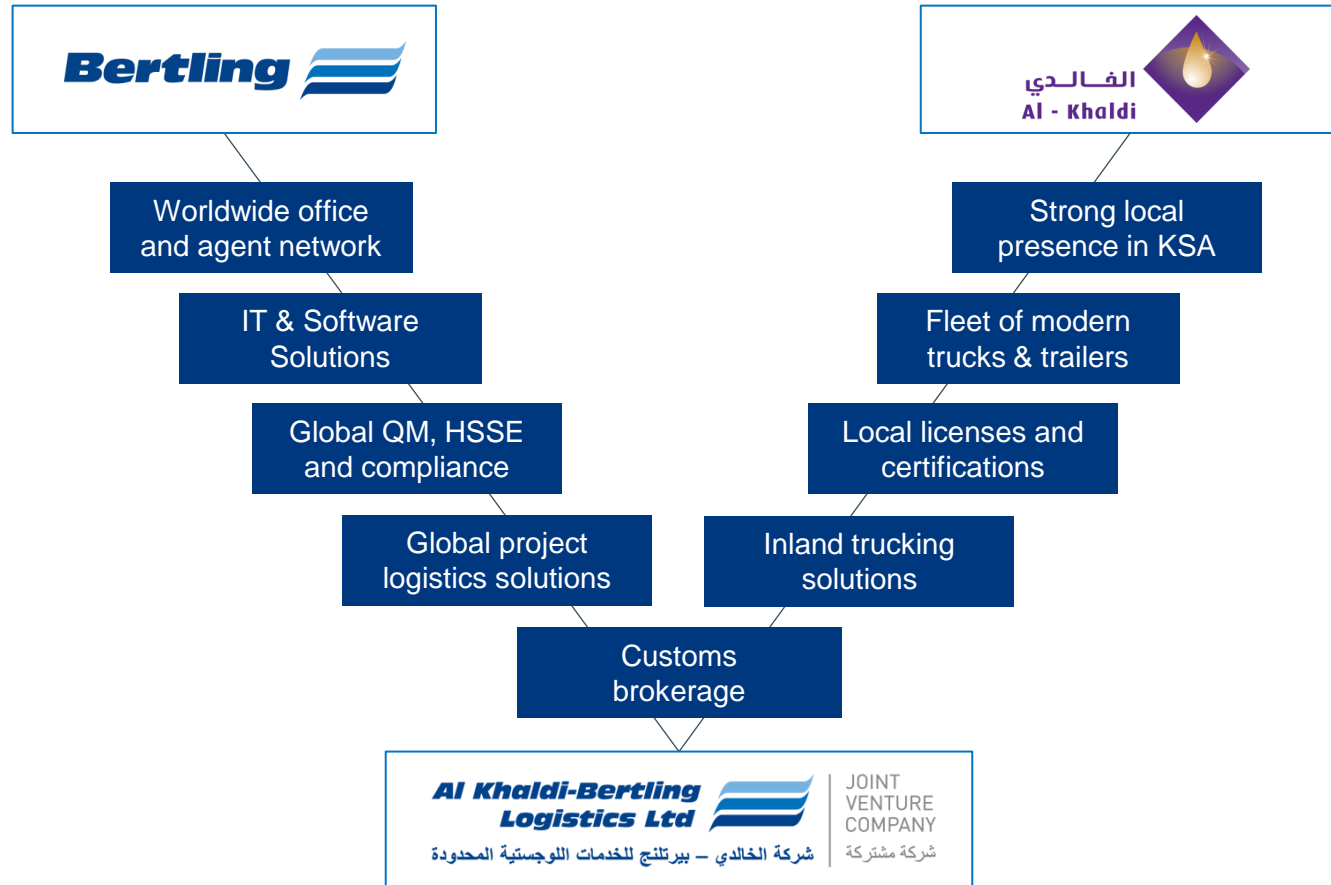 Bertling
الخــالــدي
Al - Khaldi
Worldwide office
and agent network
Strong local
presence in KSA
IT & Software
Solutions
Fleet of modern
trucks & trailers
Global QM, HSSE
and compliance
Local licenses and
certifications
Global project
logistics solutions
Inland trucking
solutions
Customs
brokerage
Al Khaldi-Bertling
Logistics Ltd
شركة الخالدي – بيرتلنج للخدمات اللوجستية المحدودة
JOINT
VENTURE
COMPANY
شركة مشتركة